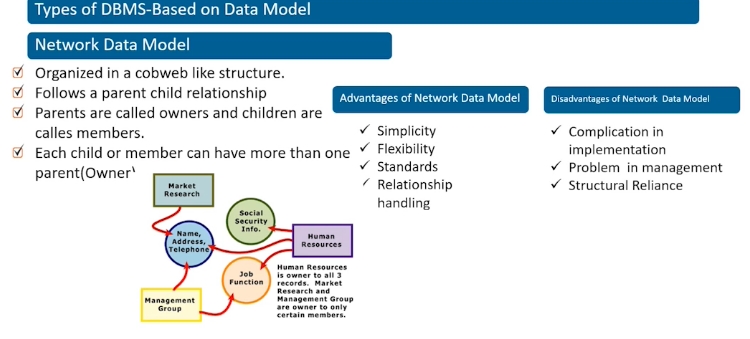 Types of DBMS-Based on Data Model
Network Data Model
Organized in a cobweb like structure.
Follows a parent child relationship
Parents are called owners and children are
calles members.
Each child or member can have more than one
parent(Owner
Advantages of Network Data Model
Simplicity
Flexibility
Standards
Relationship
handling
Disadvantages of Network Data Model
Complication in
implementation
Problem in management
Structural Reliance
Market
Research
Social
Security
Info.
Name,
Address,
Telephone
Human
Resources
Job
Function
Management
Group
Human Resources
is owner to all 3
records. Market
Research and
Management Group
are owner to only
certain members.